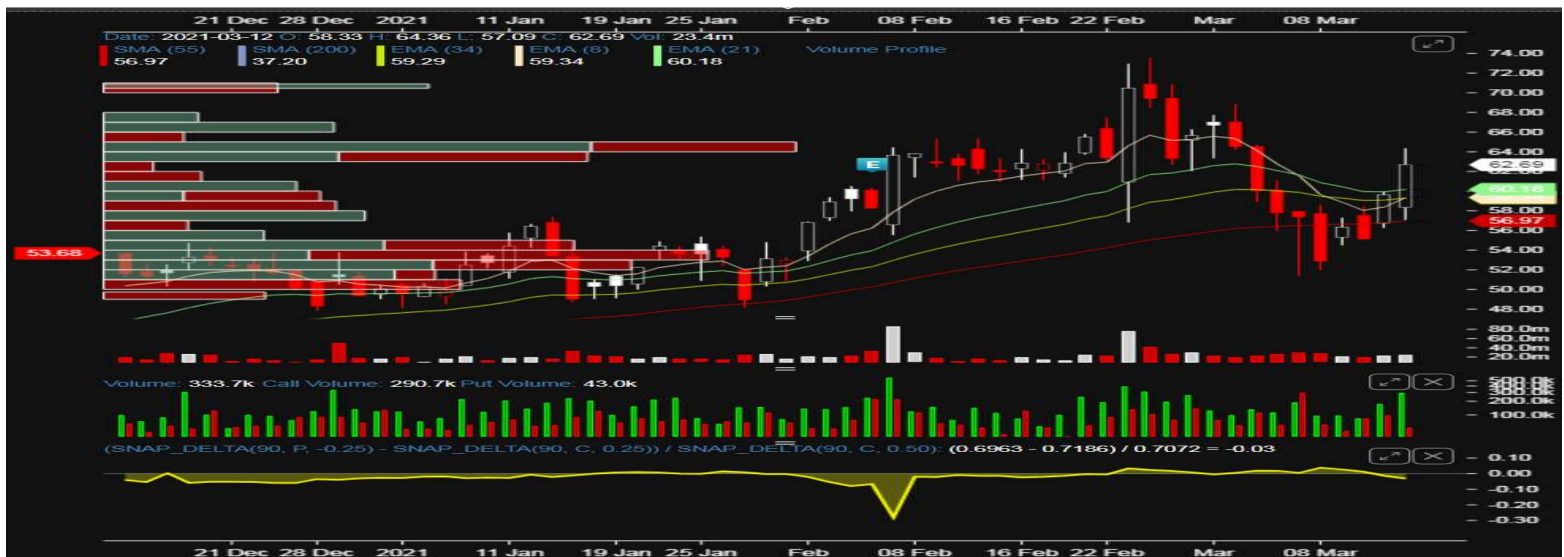 21 Dec 28 Dec 2021 11 Jan 19 Jan 25 Jan Feb 08 Feb 16 Feb 22 Feb Mar 08 Mar
Date: 2021-03-12 O: 58.33 H: 64.36 L: 57.09 C: 62.69 Vol: 23.4m
SMA (55) SMA (200) EMA (34) EMA (8) EMA (21) Volume Profile
56.97 37.20 59.29 59.34 60.18
74.00
72.00
70.00
68.00
66.00
64.00
E
62.69
62.00
60.18
58.00
56.97
56.00
53.68
54.00
52.00
50.00
48.00
80.0m
60.0m
40.0m
20.0m
Volume: 333.7k Call Volume: 290.7k Put Volume: 43.0k
500.0k
300.0k
100.0k
(SNAP_DELTA(90, P, -0.25) - SNAP_DELTA(90, C, 0.25)) / SNAP_DELTA(90, C, 0.50): (0.6963 - 0.7186) / 0.7072 = -0.03
0.10
0.00
-0.10
-0.20
-0.30
21 Dec 28 Dec 2021 11 Jan 19 Jan 25 Jan Feb 08 Feb 16 Feb 22 Feb Mar 08 Mar